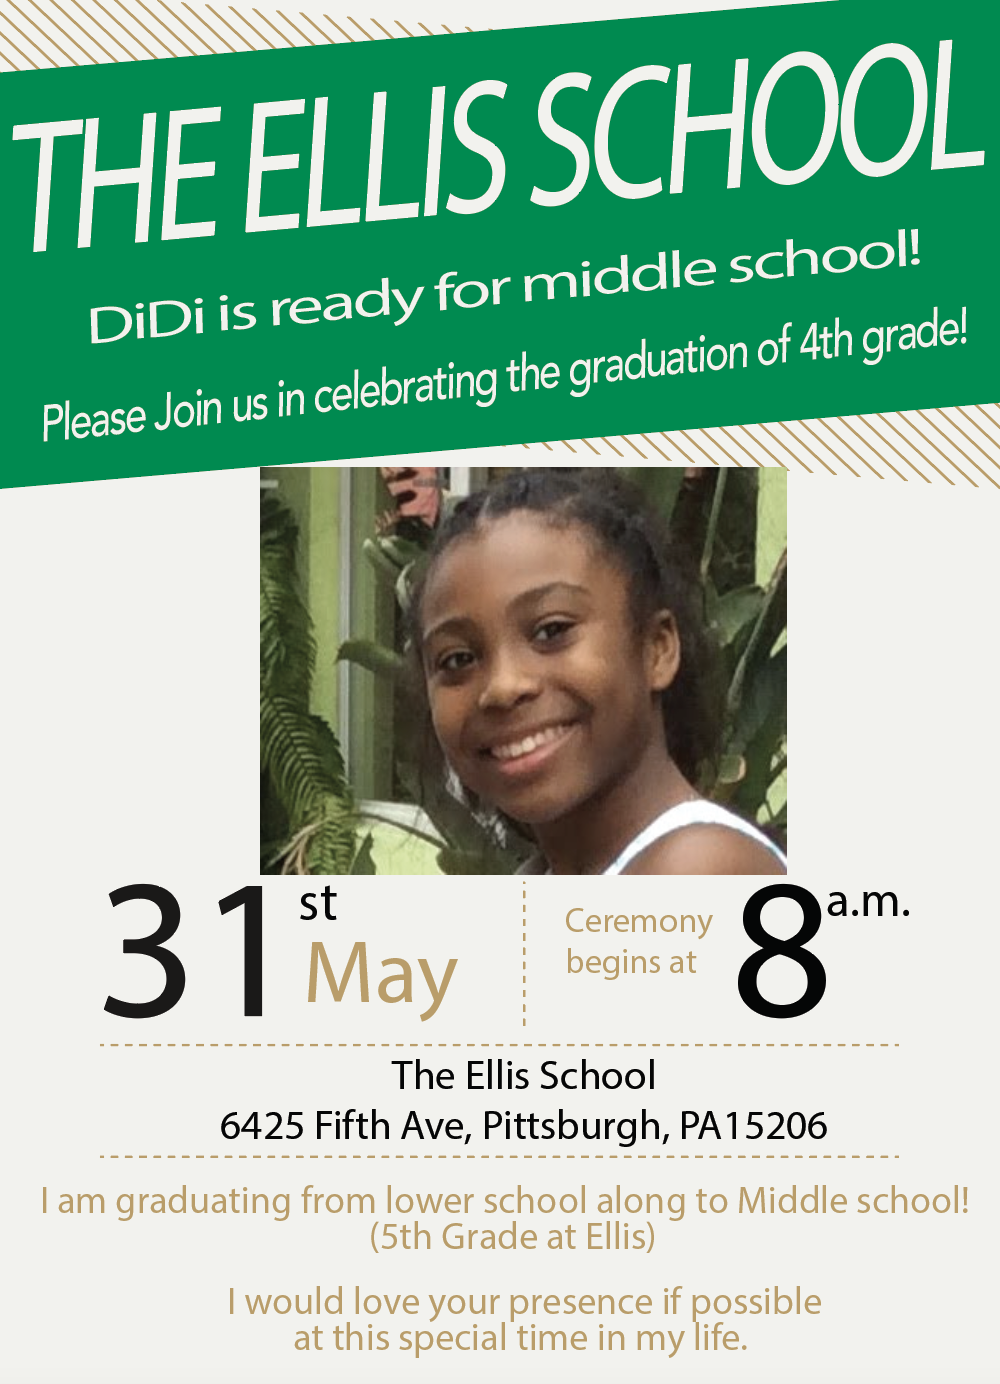 THE ELLIS SCHOOL
DiDi is ready for middle school!
Please Join us in celebrating the graduation of 4th grade!
31st May
Ceremony begins at 8 a.m.
The Ellis School
6425 Fifth Ave, Pittsburgh, PA15206
I am graduating from lower school along to Middle school!
(5th Grade at Ellis)
I would love your presence if possible
at this special time in my life.